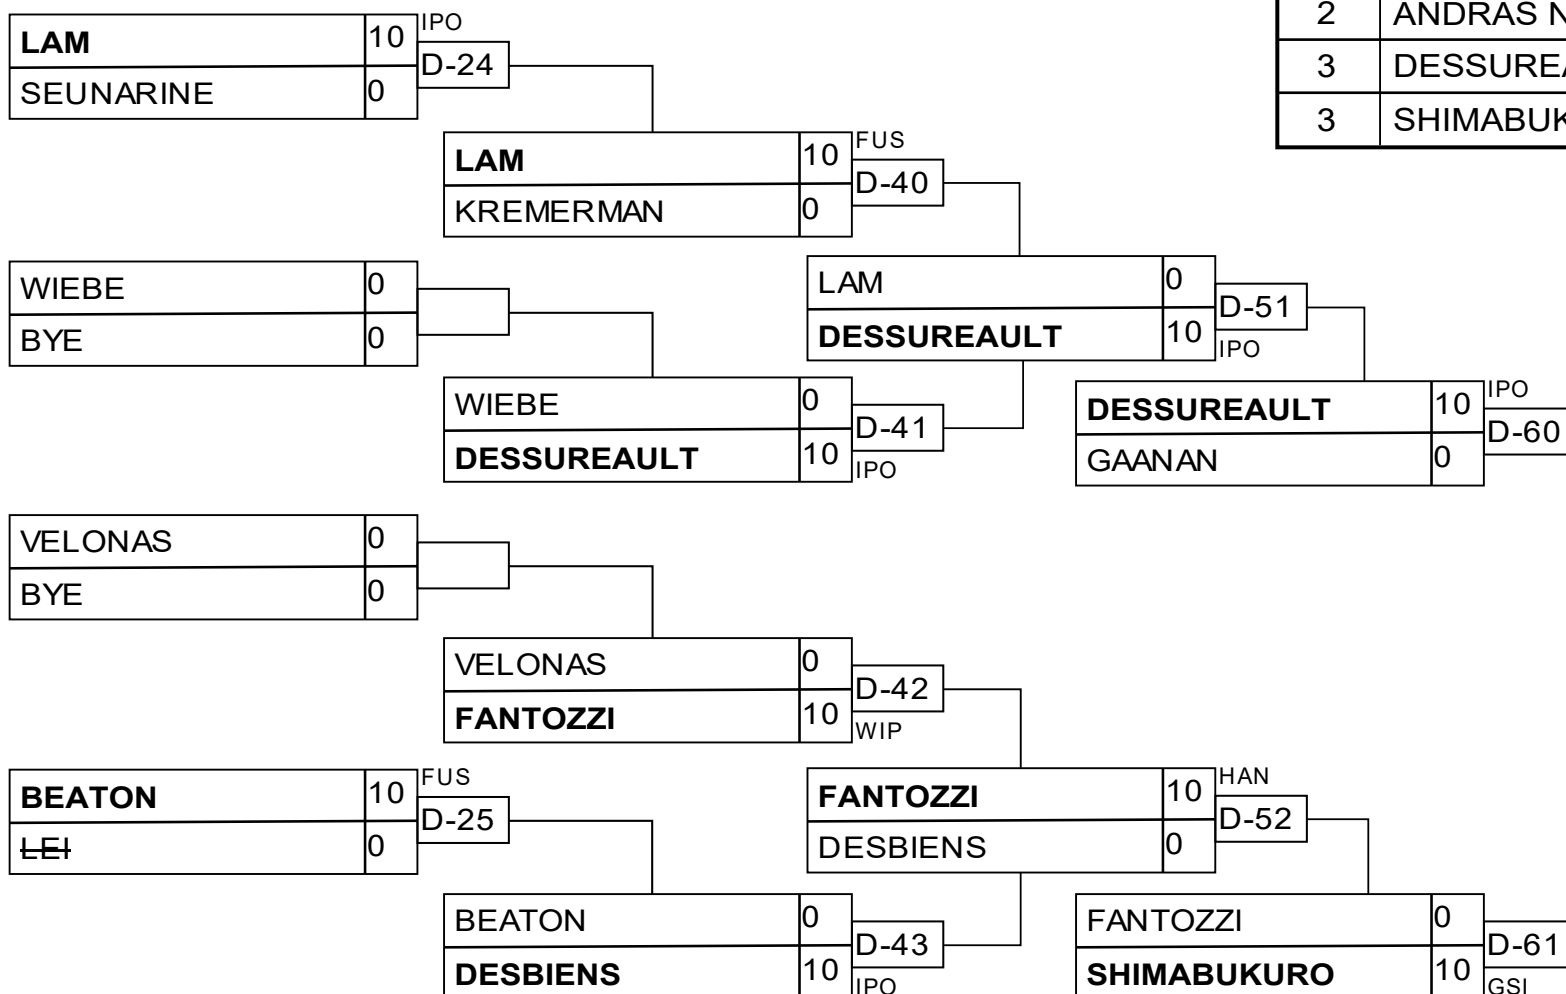 2 ANDRAS N
3 DESSUREA
3 SHIMABUK
LAM 10 IPO
D-24
SEUNARINE 0
LAM 10 FUS
D-40
KREMERMAN 0
WIEBE 0
BYE 0
LAM 0
D-51
DESSUREAULT 10 IPO
WIEBE 0
D-41
DESSUREAULT 10 IPO
DESSUREAULT 10 IPO
D-60
GAANAN 0
VELONAS 0
BYE 0
VELONAS 0
D-42
FANTOZZI 10 WIP
BEATON 10 FUS
D-25
LEI 0
FANTOZZI 10 HAN
D-52
DESBIENS 0
BEATON 0
D-43
DESBIENS 10 IPO
FANTOZZI 0
D-61
SHIMABUKURO 10 GSI